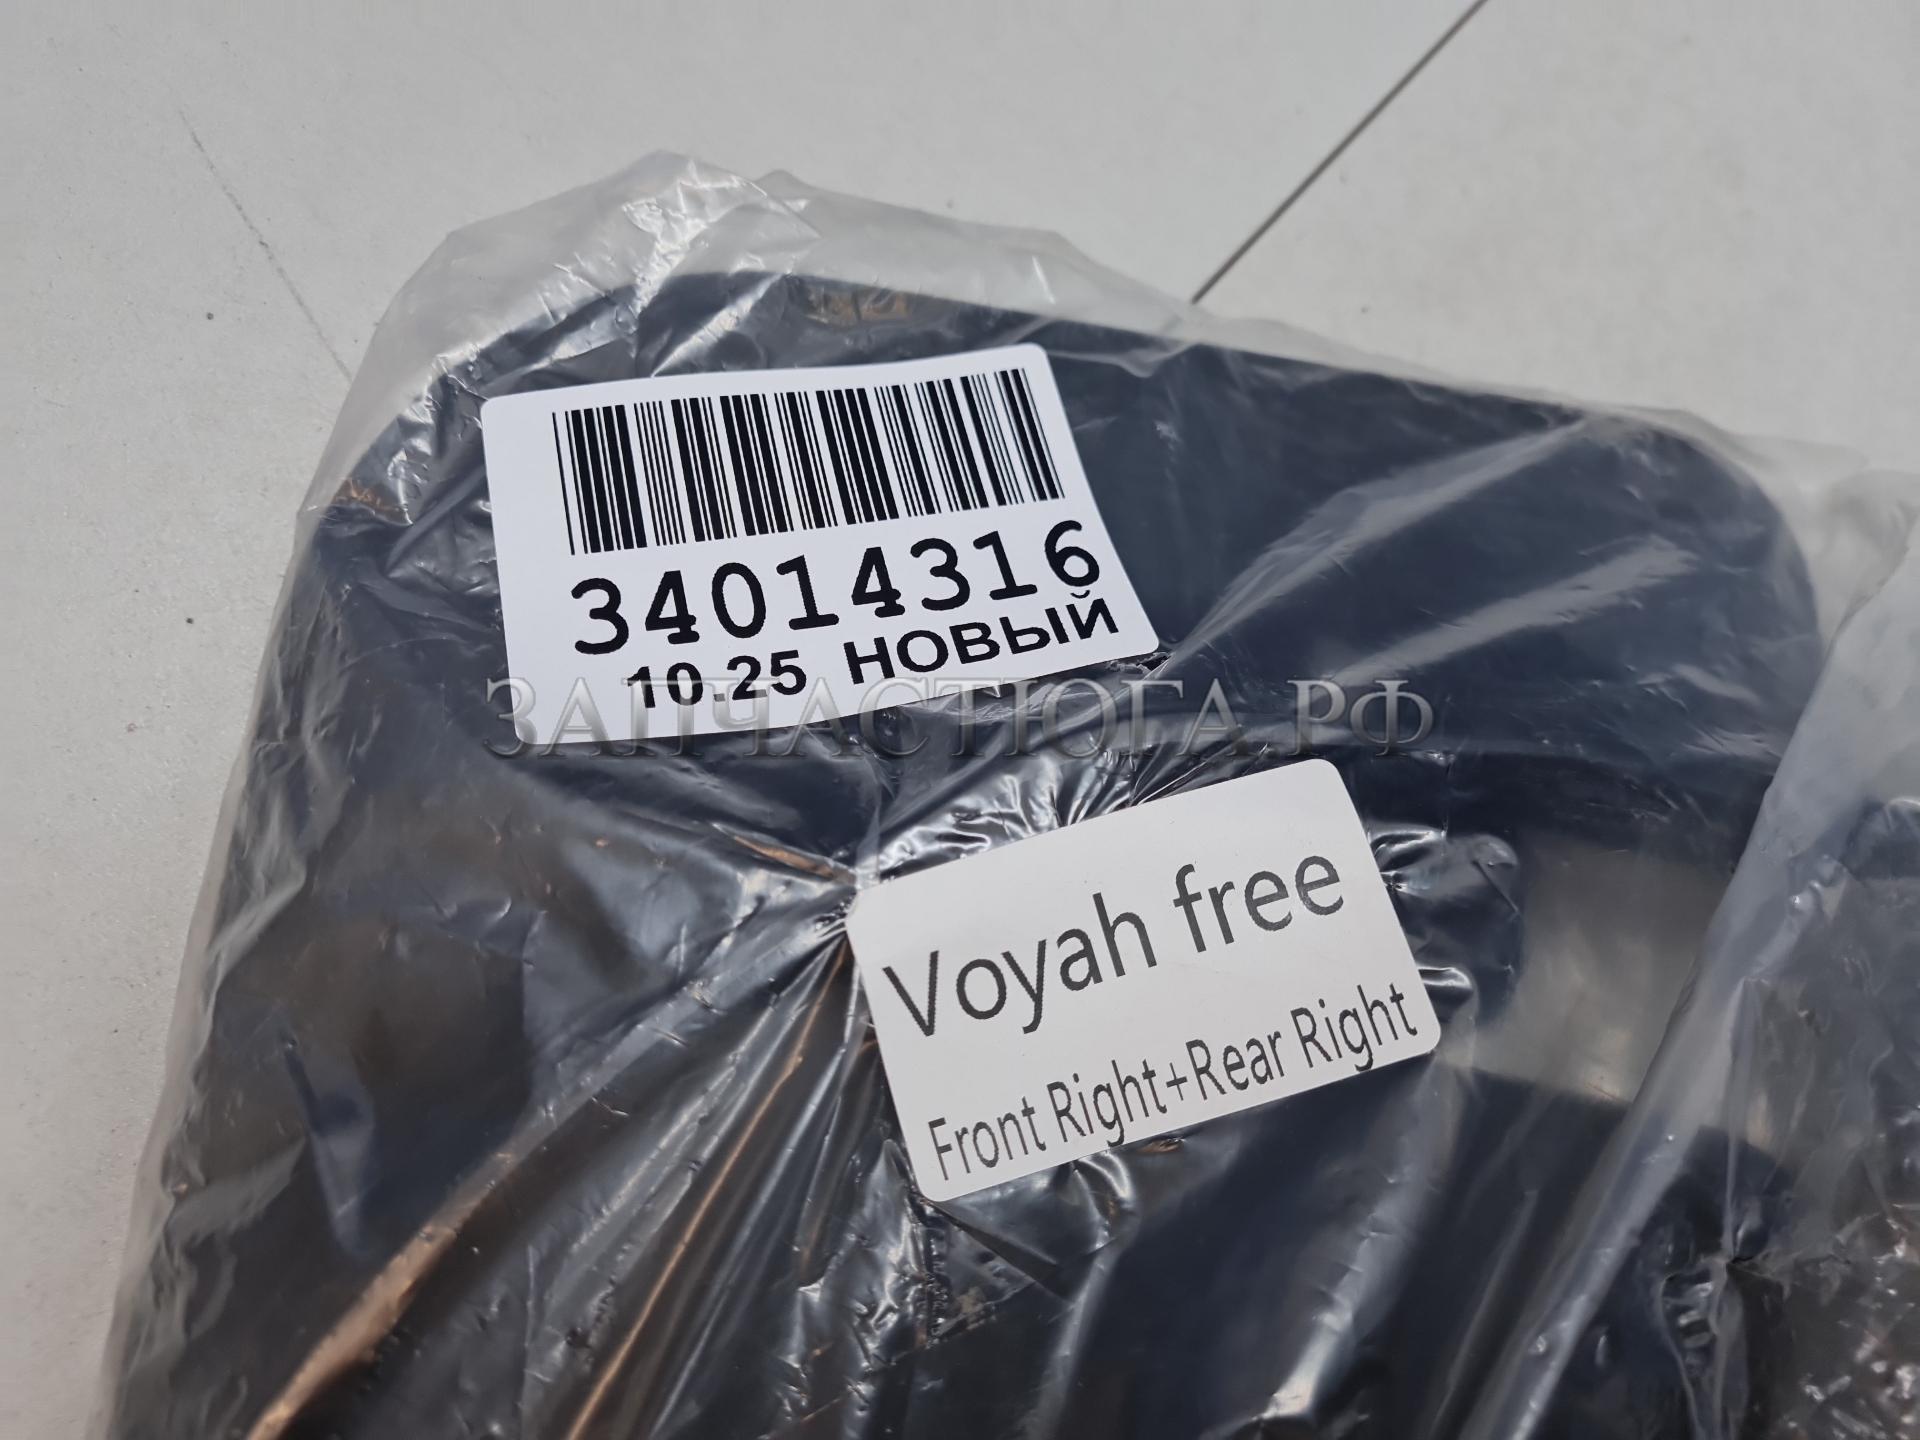 34014316
10.25 НОВЫЙ
ЗАПЧАСТЮГА.РФ
Voyah free
Front Right+Rear Right